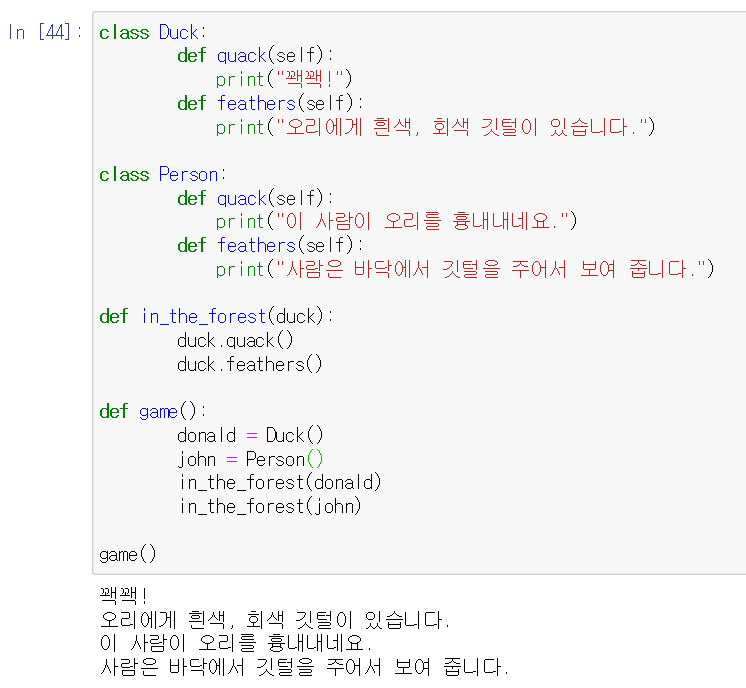 In [44]:
class Duck:
        def quack(self):
            print("꽥꽥!")
        def feathers(self):
            print("오리에게 흰색, 회색 깃털이 있습니다.")

class Person:
        def quack(self):
            print("이 사람이 오리를 흉내내네요.")
        def feathers(self):
            print("사람은 바닥에서 깃털을 주어서 보여 줍니다.")

def in_the_forest(duck):
        duck.quack()
        duck.feathers()

def game():
        donald = Duck()
        john = Person()
        in_the_forest(donald)
        in_the_forest(john)

game()
꽥꽥!
오리에게 흰색, 회색 깃털이 있습니다.
이 사람이 오리를 흉내내네요.
사람은 바닥에서 깃털을 주어서 보여 줍니다.